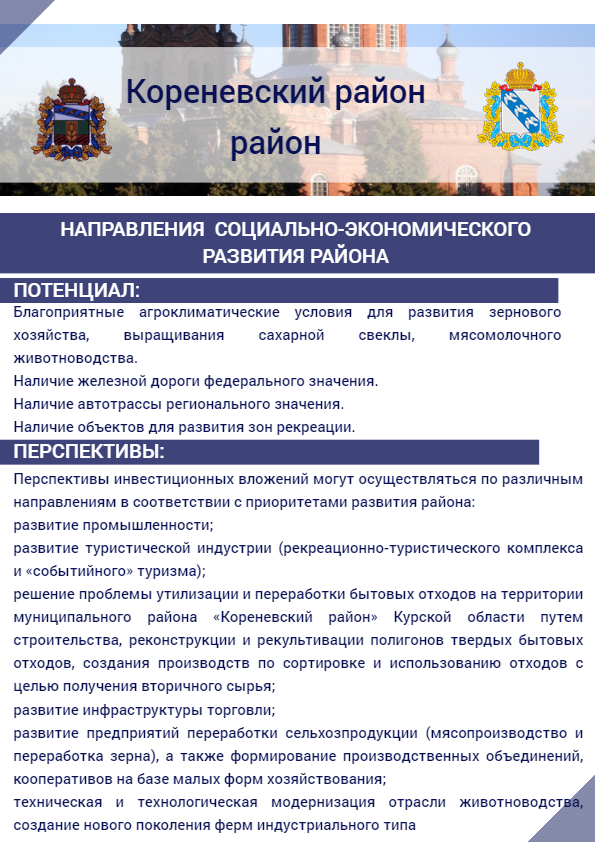 Кореневский район
район
НАПРАВЛЕНИЯ СОЦИАЛЬНО-ЭКОНОМИЧЕСКОГО
РАЗВИТИЯ РАЙОНА
ПОТЕНЦИАЛ:
Благоприятные агроклиматические условия для развития зернового
хозяйства, выращивания сахарной свеклы, мясомолочного
животноводства.
Наличие железной дороги федерального значения.
Наличие автотрассы регионального значения.
Наличие объектов для развития зон рекреации.
ПЕРСПЕКТИВЫ:
Перспективы инвестиционных вложений могут осуществляться по различным
направлениям в соответствии с приоритетами развития района:
развитие промышленности;
развитие туристической индустрии (рекреационно-туристического комплекса
и «событийного» туризма);
решение проблемы утилизации и переработки бытовых отходов на территории
муниципального района «Кореневский район» Курской области путем
строительства, реконструкции и рекультивации полигонов твердых бытовых
отходов, создания производств по сортировке и использованию отходов с
целью получения вторичного сырья;
развитие инфраструктуры торговли;
развитие предприятий переработки сельхозпродукции (мясопроизводство и
переработка зерна), а также формирование производственных объединений,
кооперативов на базе малых форм хозяйствования;
техническая и технологическая модернизация отрасли животноводства,
создание нового поколения ферм индустриального типа